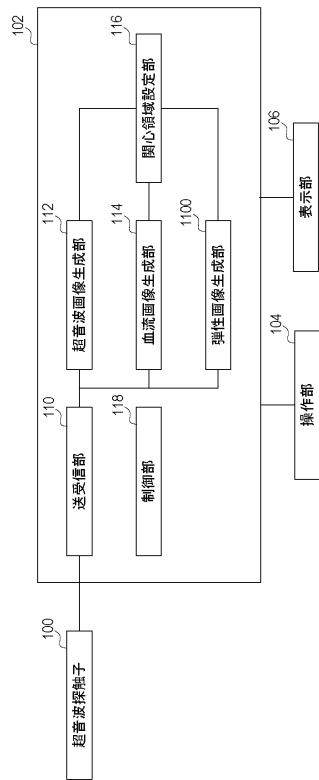 102
100
超音波探触子
110
送受信部
118
制御部
112
超音波画像生成部
114
血流画像生成部
1100
弾性画像生成部
116
関心領域設定部
104
操作部
106
表示部